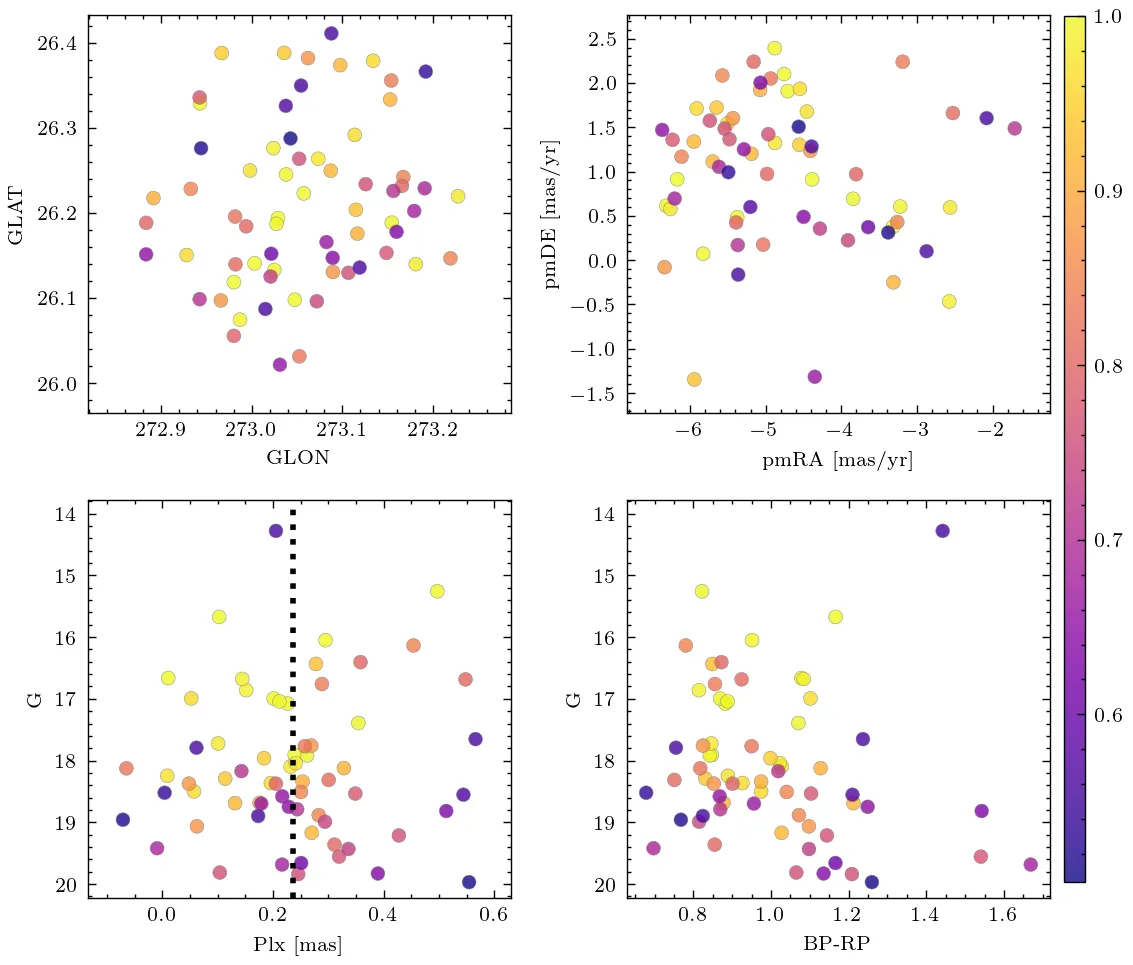 26.4
26.3
26.2
26.1
26.0
GLAT
272.9 273.0 273.1 273.2
GLON
2.5
2.0
1.5
1.0
0.5
0.0
−0.5
−1.0
−1.5
pmDE [mas/yr]
−6 −5 −4 −3 −2
pmRA [mas/yr]
1.0
0.9
0.8
0.7
0.6
14
15
16
17
18
19
20
G
0.0 0.2 0.4 0.6
Plx [mas]
14
15
16
17
18
19
20
G
0.8 1.0 1.2 1.4 1.6
BP-RP